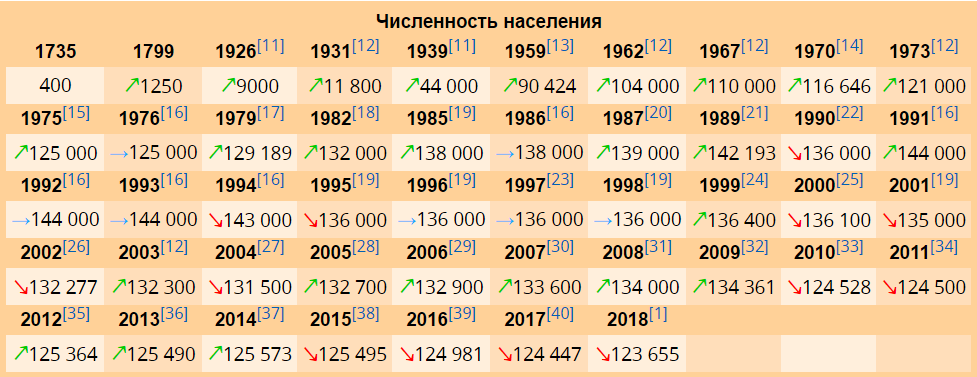 Численность населения
1735 1799 1926[11] 1931[12] 1939[11] 1959[13] 1962[12] 1967[12] 1970[14] 1973[12]
400 ↗1250 ↗9000 ↗11 800 ↗44 000 ↗90 424 ↗104 000 ↗110 000 ↗116 646 ↗121 000
1975[15] 1976[16] 1979[17] 1982[18] 1985[19] 1986[16] 1987[20] 1989[21] 1990[22] 1991[16]
↗125 000 →125 000 ↗129 189 ↗132 000 ↗138 000 →138 000 ↗139 000 ↗142 193 ↘136 000 ↗144 000
1992[16] 1993[16] 1994[16] 1995[19] 1996[19] 1997[23] 1998[19] 1999[24] 2000[25] 2001[19]
→144 000 →144 000 ↘143 000 ↘136 000 →136 000 →136 000 →136 000 ↗136 400 ↘136 100 ↘135 000
2002[26] 2003[12] 2004[27] 2005[28] 2006[29] 2007[30] 2008[31] 2009[32] 2010[33] 2011[34]
↘132 277 ↗132 300 ↘131 500 ↗132 700 ↗132 900 ↗133 600 ↗134 000 ↗134 361 ↘124 528 ↘124 500
2012[35] 2013[36] 2014[37] 2015[38] 2016[39] 2017[40] 2018[1]
↗125 364 ↗125 490 ↗125 573 ↘125 495 ↘124 981 ↘124 447 ↘123 655